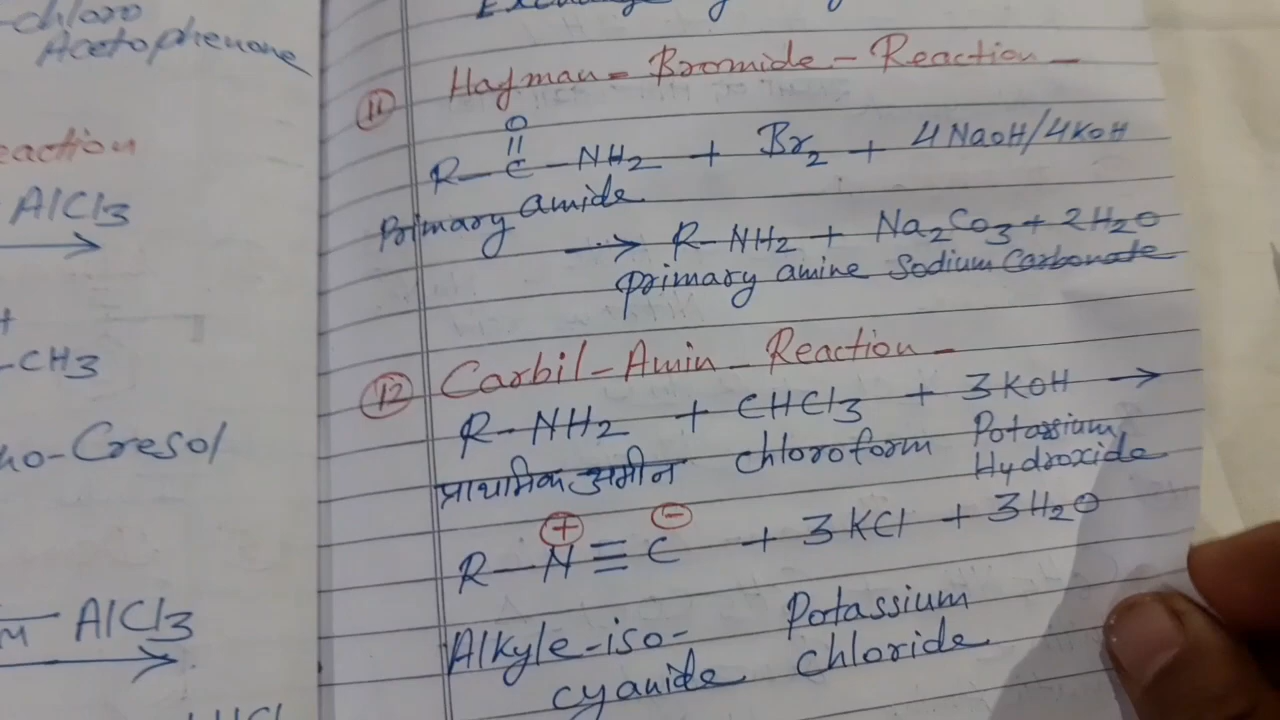 -chloro
Acetophenone
eaction
AlCl3
-CH3
ho-Cresol
AlCl3
⑪ Hafman - Bromide - Reaction -
O
||
R-C-NH2 + Br2 + 4NaOH/4KOH
Primary amide
→ R-NH2 + Na2CO3 + 2H2O
primary amine Sodium Carbonate
⑫ Carbil-Amin-Reaction -
R-NH2 + CHCl3 + 3KOH →
प्राथमिक अमीन chloroform Potassium
Hydroxide
⊕ ⊖
R-N≡C + 3KCl + 3H2O
Alkyle-iso- Potassium
cyanide chloride